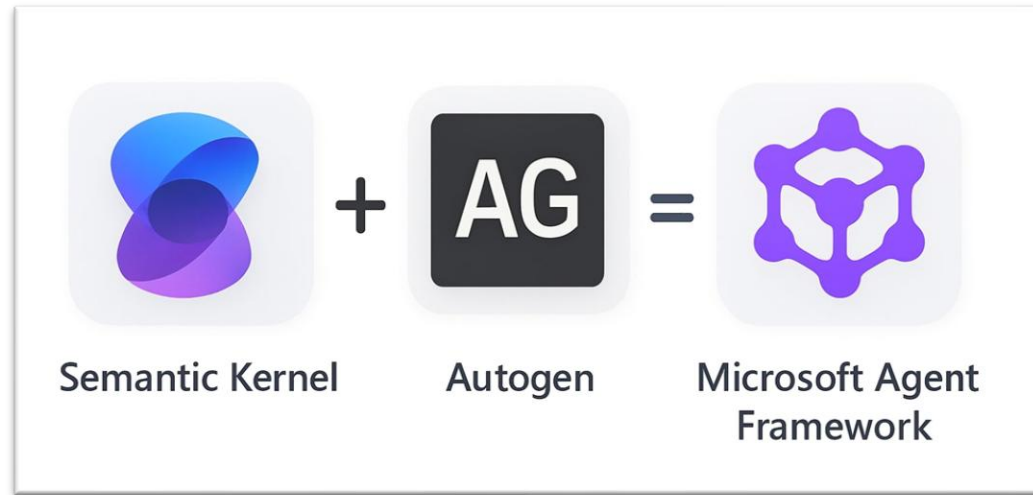 AG
+
=
Semantic Kernel
Autogen
Microsoft Agent
Framework